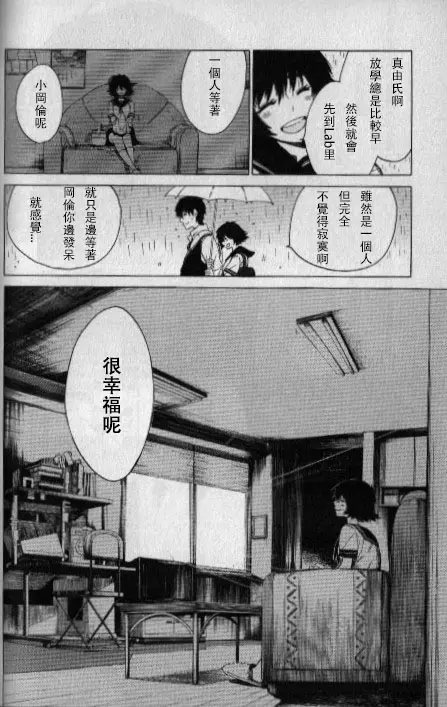 真由氏啊
放學總是比較早
然後就會
先到Lab里
一個人等著
小岡倫呢
雖然是一個人
但完全
不覺得寂寞啊
就只是邊等著
岡倫你邊發呆
就感覺…
很幸福呢